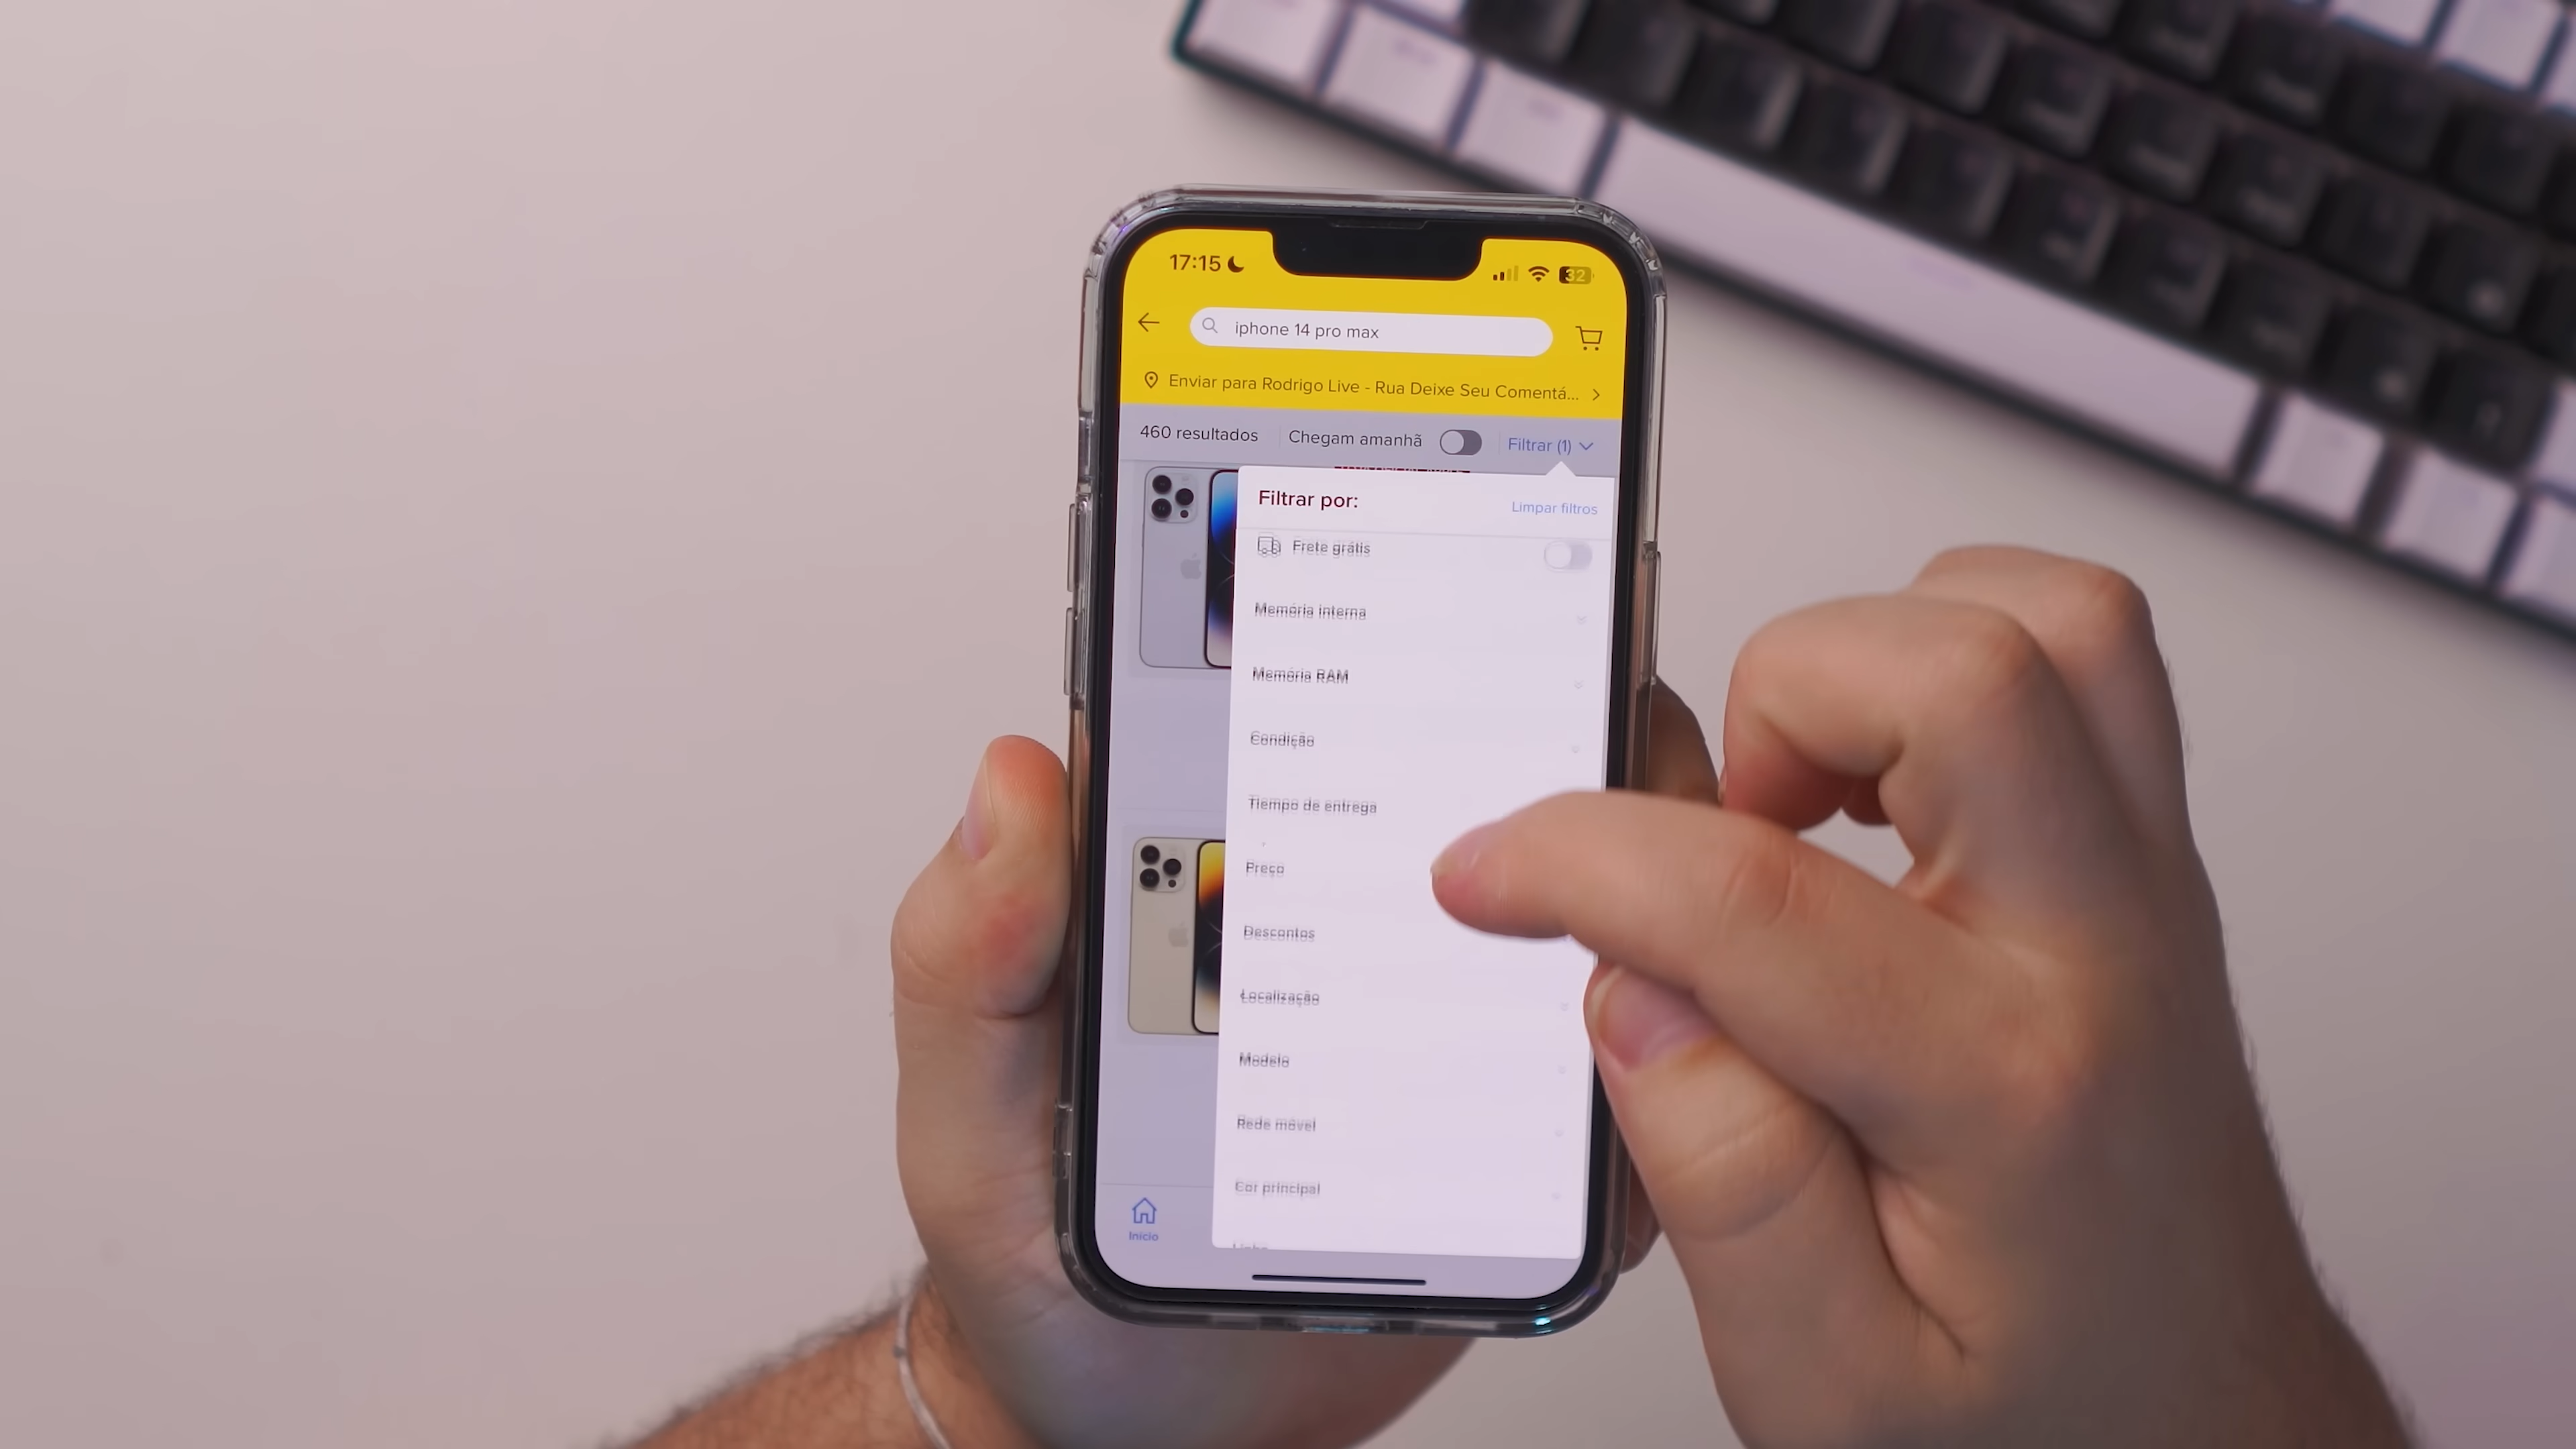 17:15
32
iphone 14 pro max
Enviar para Rodrigo Live - Rua Deixe Seu Comentá...
460 resultados
Chegam amanhã
Filtrar (1)
Filtrar por:
Limpar filtros
Frete grátis
Memória interna
Memória RAM
Condição
Tiempo de entrega
Preço
Descontos
Localização
Modelo
Rede móvel
Cor principal
Início